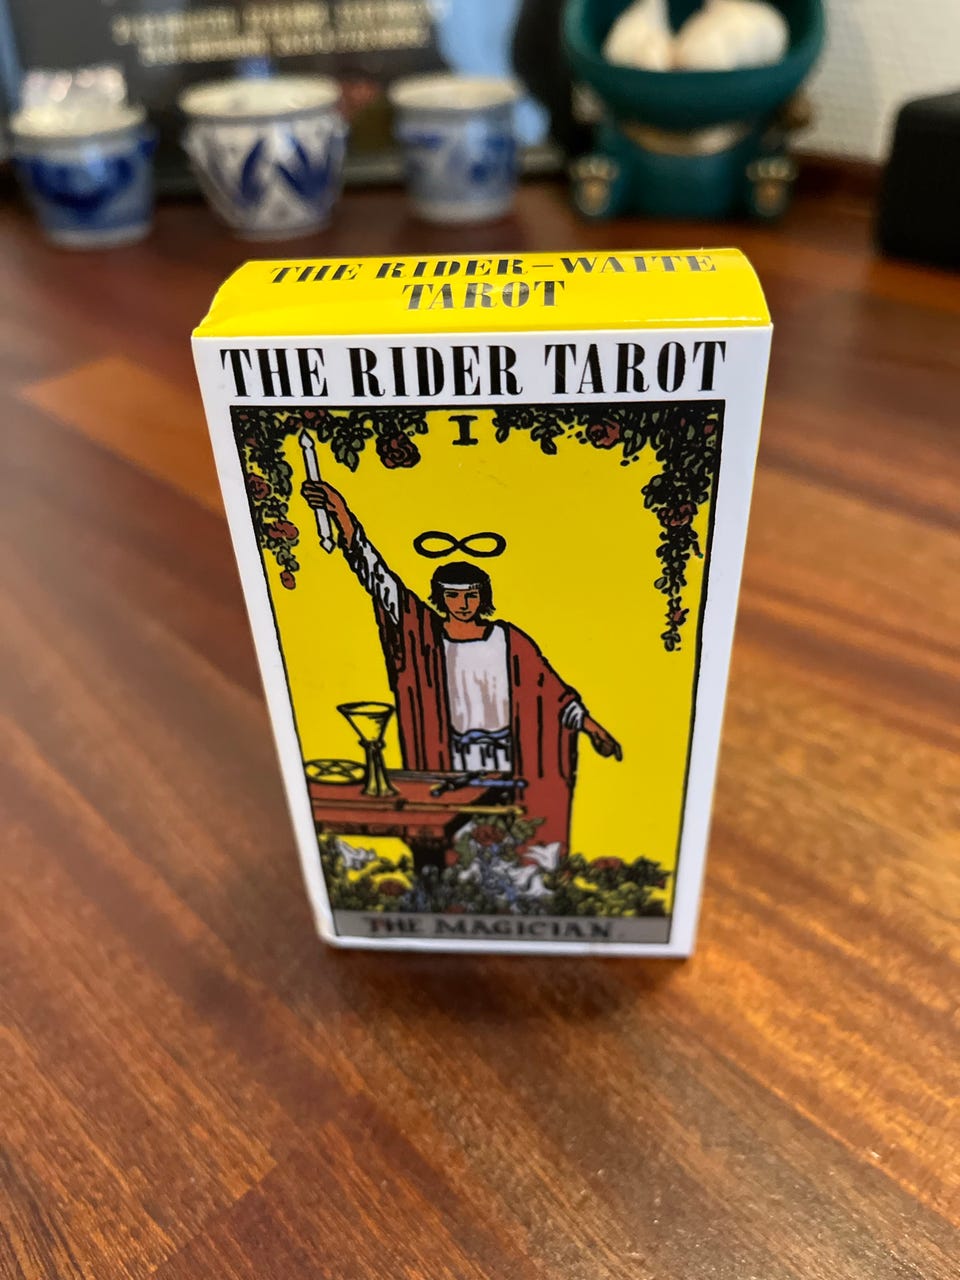 THE RIDER-WAITE
TAROT
THE RIDER TAROT
I
THE MAGICIAN.